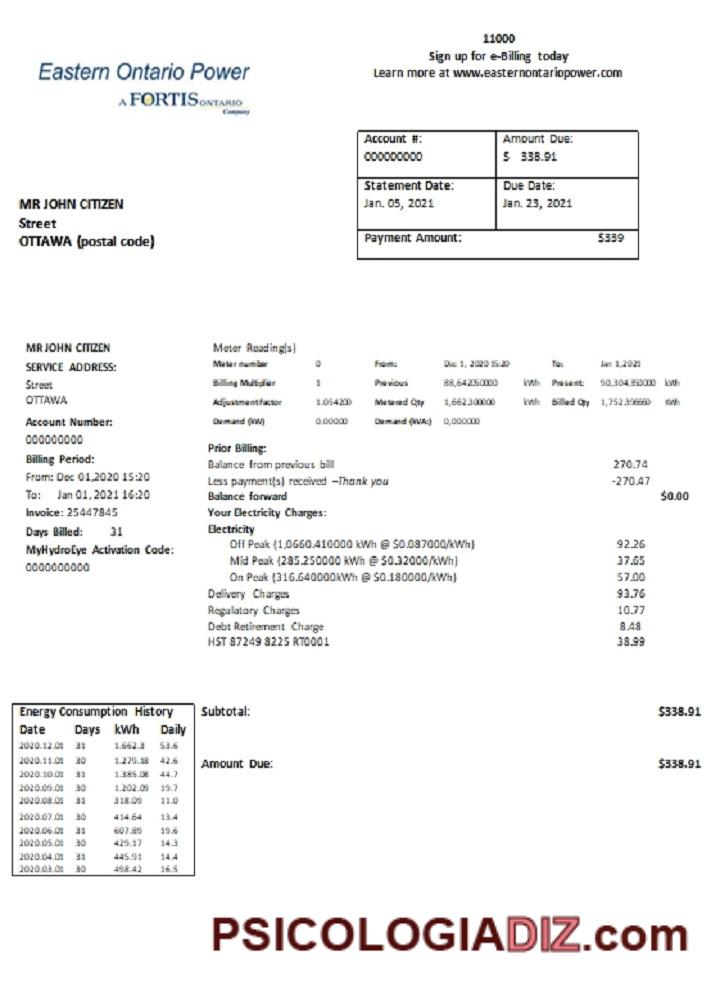 11000
Sign up for e-Billing today
Learn more at www.easternontariopower.com
Eastern Ontario Power
A FORTIS ONTARIO
Company
Account #:
000000000
Amount Due:
$ 338.91
Statement Date:
Jan. 05, 2021
Due Date:
Jan. 23, 2021
Payment Amount: $339
MR JOHN CITIZEN
Street
OTTAWA (postal code)
MR JOHN CITIZEN
SERVICE ADDRESS:
Street
OTTAWA
Account Number:
000000000
Billing Period:
From: Dec 01,2020 15:20
To: Jan 01, 2021 16:20
Invoice: 25447845
Days Billed: 31
MyHydroEye Activation Code:
0000000000
Meter Reading(s)
Meter number 0 From: Dec 1, 2020 15:20 To: Jan 1,2021
Billing Multiplier 1 Previous 88,642050000 kWh Present: 90,304.350000 kWh
Adjustment factor 1.054200 Metered Qty 1,662.300000 kWh Billed Qty 1,752.396660 kWh
Demand (kW) 0.00000 Demand (kVA:) 0,000000
Prior Billing:
Balance from previous bill 270.74
Less payment(s) received –Thank you -270.47
Balance forward $0.00
Your Electricity Charges:
Electricity
Off Peak (1,0660.410000 kWh @ $0.087000/kWh) 92.26
Mid Peak (285.250000 kWh @ $0.32000/kWh) 37.65
On Peak (316.640000kWh @ $0.180000/kWh) 57.00
Delivery Charges 93.76
Regulatory Charges 10.77
Debt Retirement Charge 8.48
HST 87249 8225 RT0001 38.99
Energy Consumption History
Date Days kWh Daily
2020.12.01 31 1.662.3 53.6
2020.11.01 30 1.279.18 42.6
2020.10.01 31 1.385.08 44.7
2020.09.01 30 1.202.09 19.7
2020.08.01 31 318.09 11.0
2020.07.01 30 414.64 13.4
2020.06.01 31 607.89 19.6
2020.05.01 30 429.17 14.3
2020.04.01 31 445.91 14.4
2020.03.01 30 498.42 16.5
Subtotal: $338.91
Amount Due: $338.91
PSICOLOGIADIZ.com